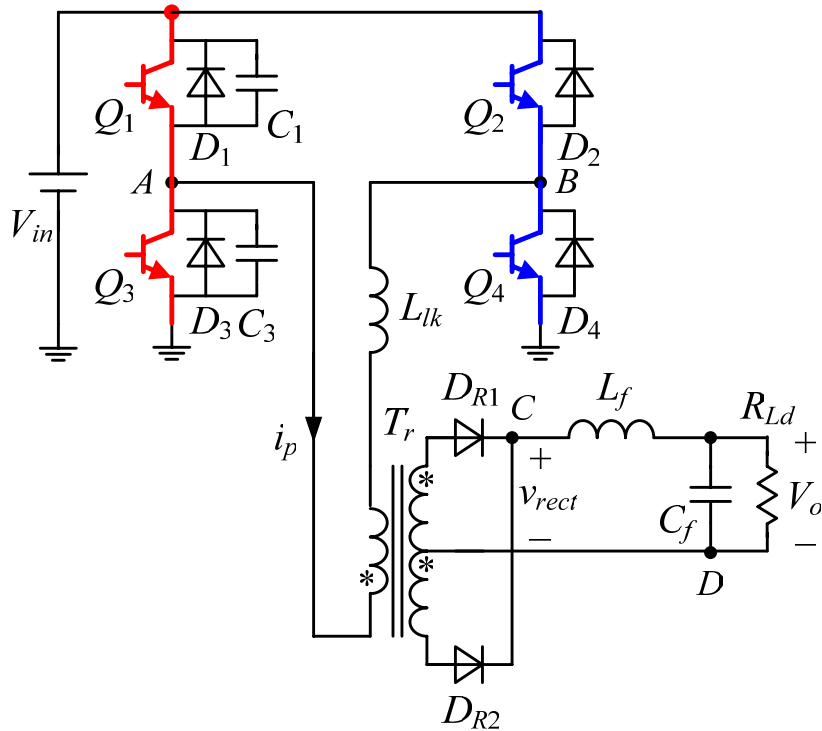 Q1
D1
C1
Q2
D2
A
B
Vin
Q3
D3
C3
Q4
D4
Llk
ip
Tr
DR1
C
Lf
RLd
+
vrect
−
Cf
+
Vo
−
*
*
*
D
DR2